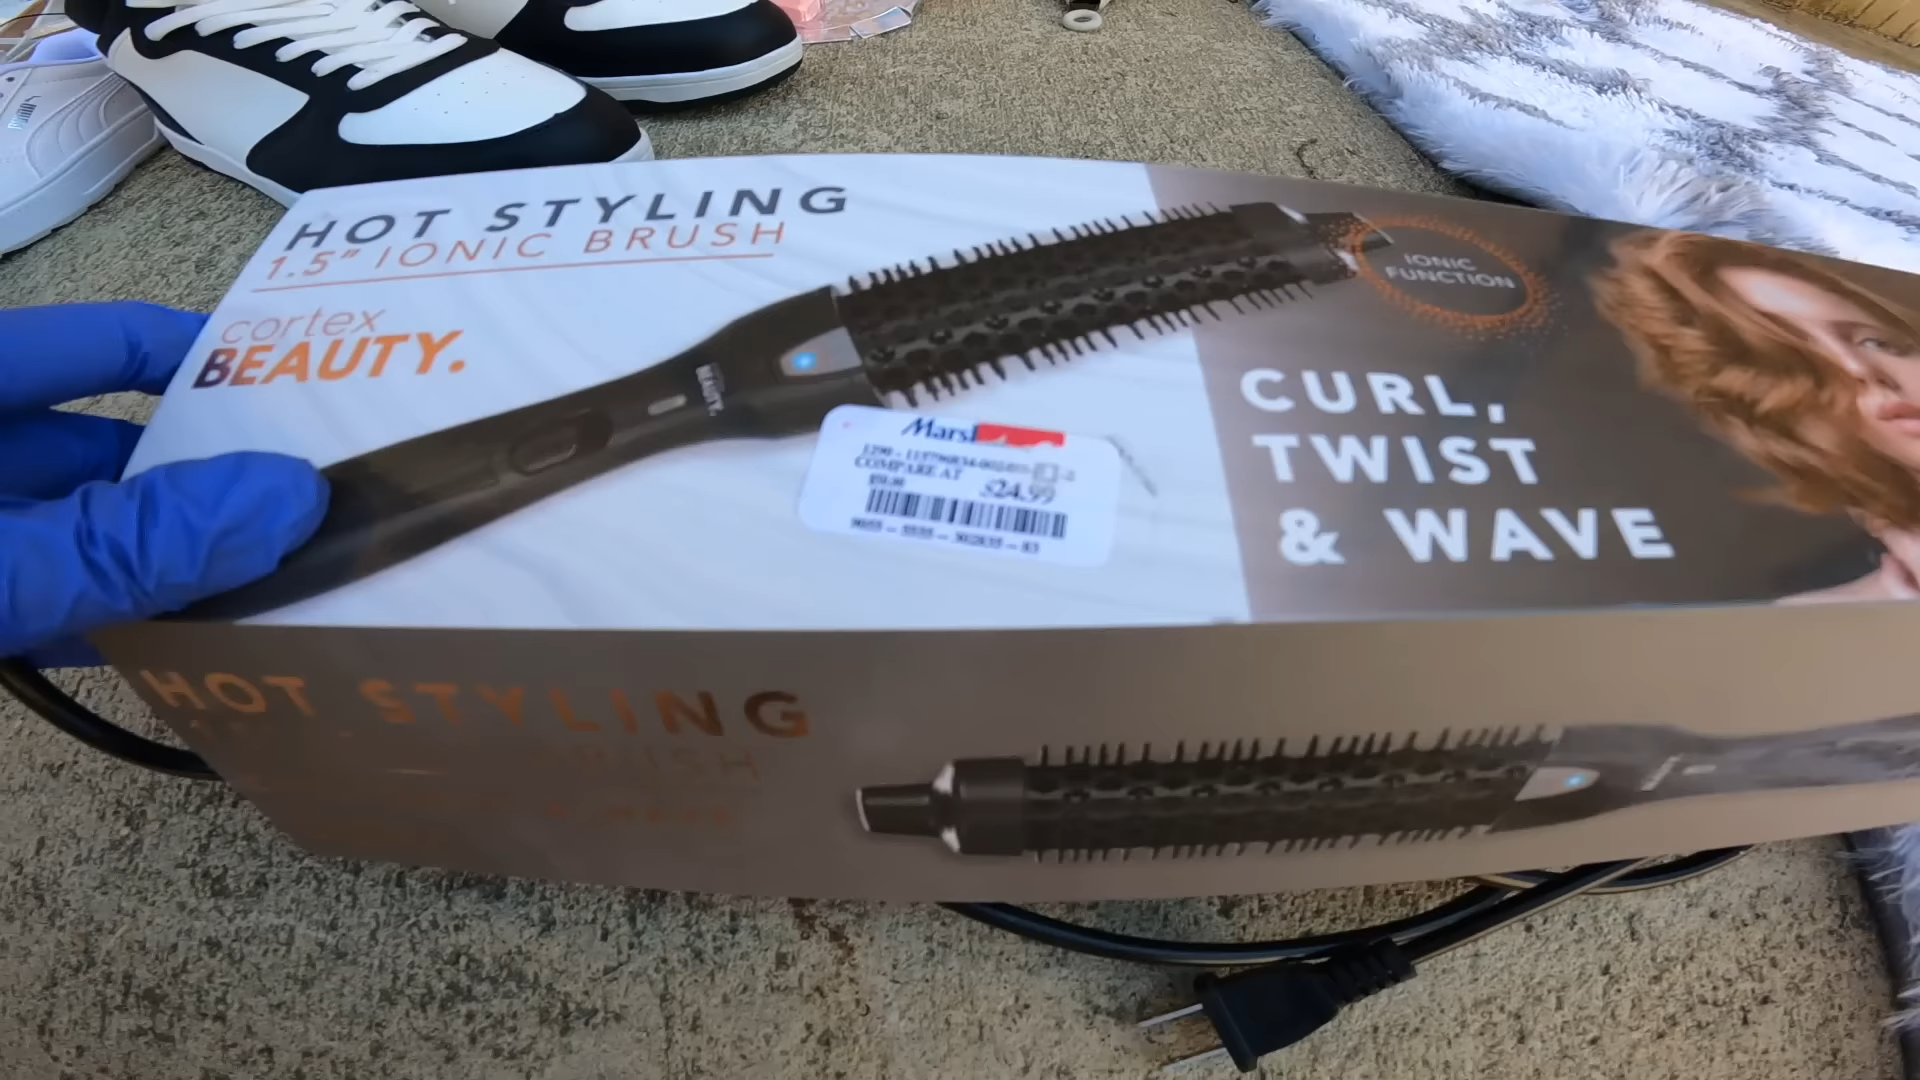 HOT STYLING
1.5" IONIC BRUSH
cortex
BEAUTY.
IONIC
FUNCTION
CURL,
TWIST
& WAVE
BEAUTY.
COMPARE AT
$24.99
HOT STYLING